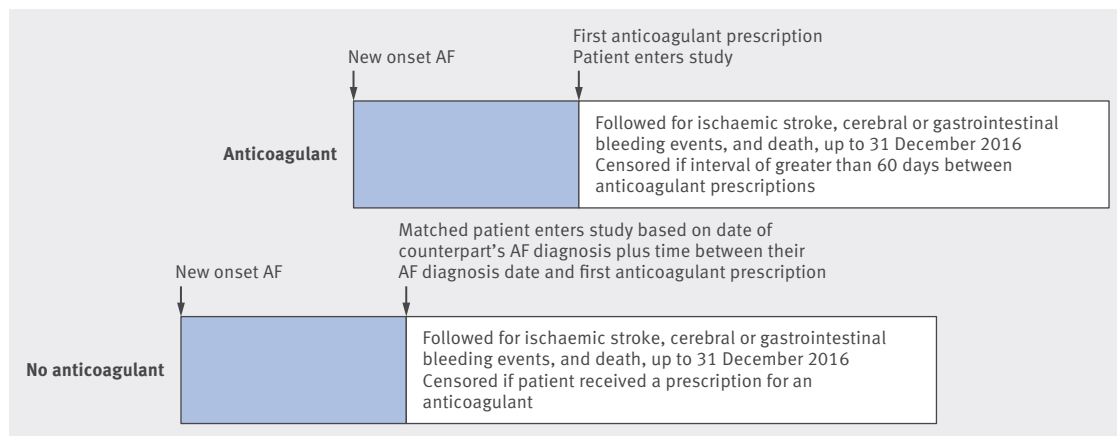 First anticoagulant prescription
New onset AF
Patient enters study
Anticoagulant
Followed for ischaemic stroke, cerebral or gastrointestinal
bleeding events, and death, up to 31 December 2016
Censored if interval of greater than 60 days between
anticoagulant prescriptions
Matched patient enters study based on date of
counterpart's AF diagnosis plus time between their
AF diagnosis date and first anticoagulant prescription
New onset AF
No anticoagulant
Followed for ischaemic stroke, cerebral or gastrointestinal
bleeding events, and death, up to 31 December 2016
Censored if patient received a prescription for an
anticoagulant